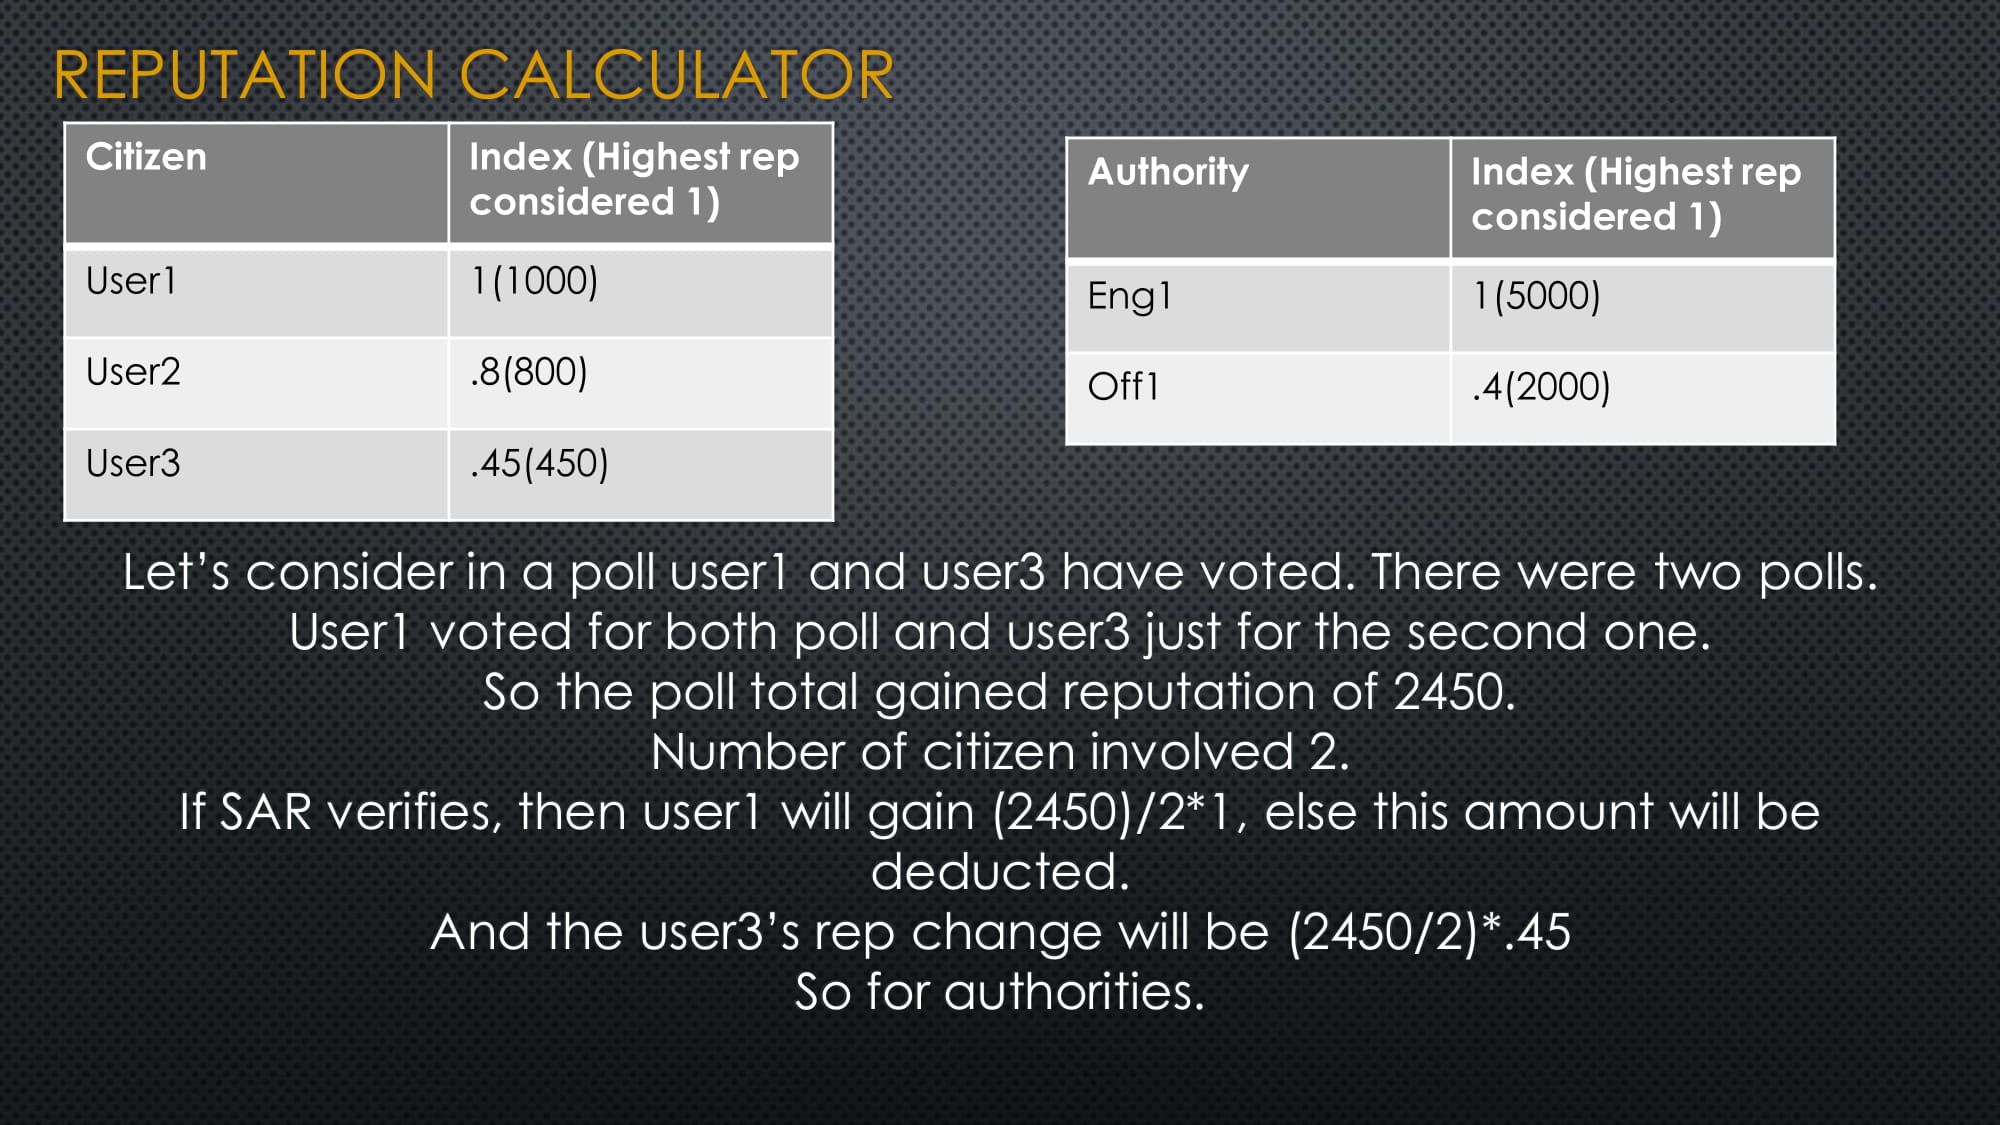 REPUTATION CALCULATOR
Citizen
Index (Highest rep
considered 1)
User1
1(1000)
User2
.8(800)
User3
.45(450)
Authority
Index (Highest rep
considered 1)
Eng1
1(5000)
Off1
.4(2000)
Let’s consider in a poll user1 and user3 have voted. There were two polls.
User1 voted for both poll and user3 just for the second one.
So the poll total gained reputation of 2450.
Number of citizen involved 2.
If SAR verifies, then user1 will gain (2450)/2*1, else this amount will be
deducted.
And the user3’s rep change will be (2450/2)*.45
So for authorities.